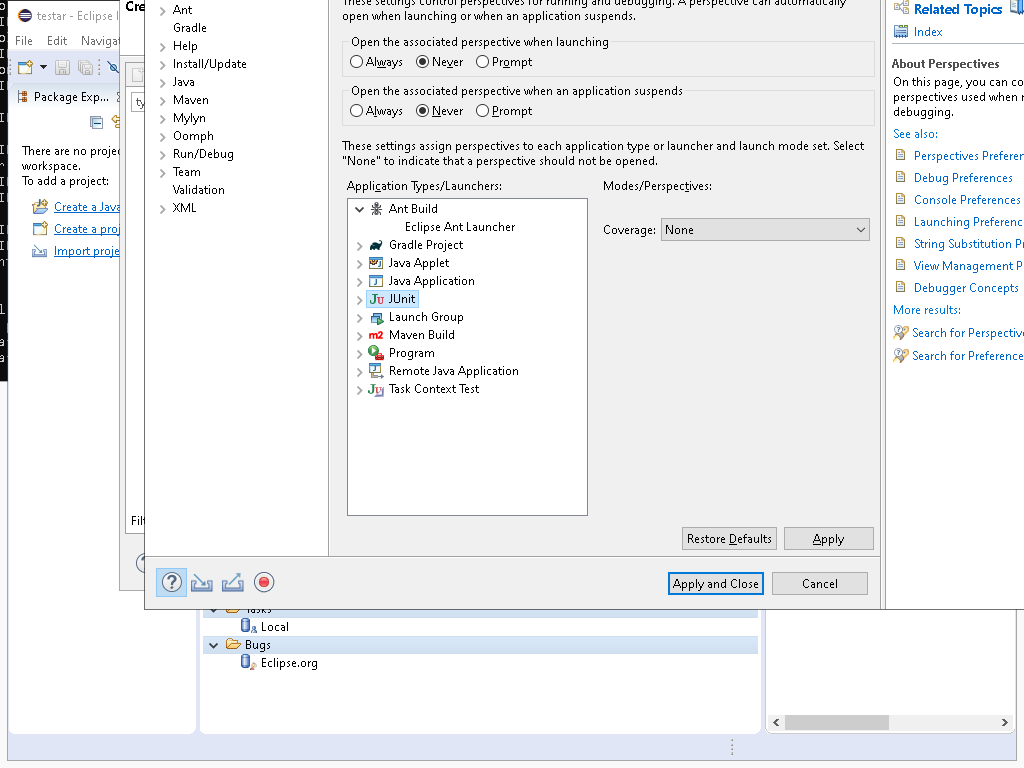 testar - Eclipse I
File Edit Navigat
Package Exp...
There are no proje
workspace.
To add a project:
Create a Java
Create a proj
Import proje
Cre
ty
Filt
Ant
Gradle
Help
Install/Update
Java
Maven
Mylyn
Oomph
Run/Debug
Team
Validation
XML
These settings control perspectives for running and debugging. A perspective can automatically
open when launching or when an application suspends.
Open the associated perspective when launching
Always Never Prompt
Open the associated perspective when an application suspends
Always Never Prompt
These settings assign perspectives to each application type or launcher and launch mode set. Select
"None" to indicate that a perspective should not be opened.
Application Types/Launchers:
Modes/Perspectives:
Ant Build
Eclipse Ant Launcher
Gradle Project
Java Applet
Java Application
JUnit
Launch Group
Maven Build
Program
Remote Java Application
Task Context Test
Coverage: None
Restore Defaults Apply
Apply and Close Cancel
Related Topics
Index
About Perspectives
On this page, you can co
perspectives used when r
debugging.
See also:
Perspectives Preferen
Debug Preferences
Console Preferences
Launching Preferenc
String Substitution P
View Management P
Debugger Concepts
More results:
Search for Perspective
Search for Preference
Tasks
Local
Bugs
Eclipse.org